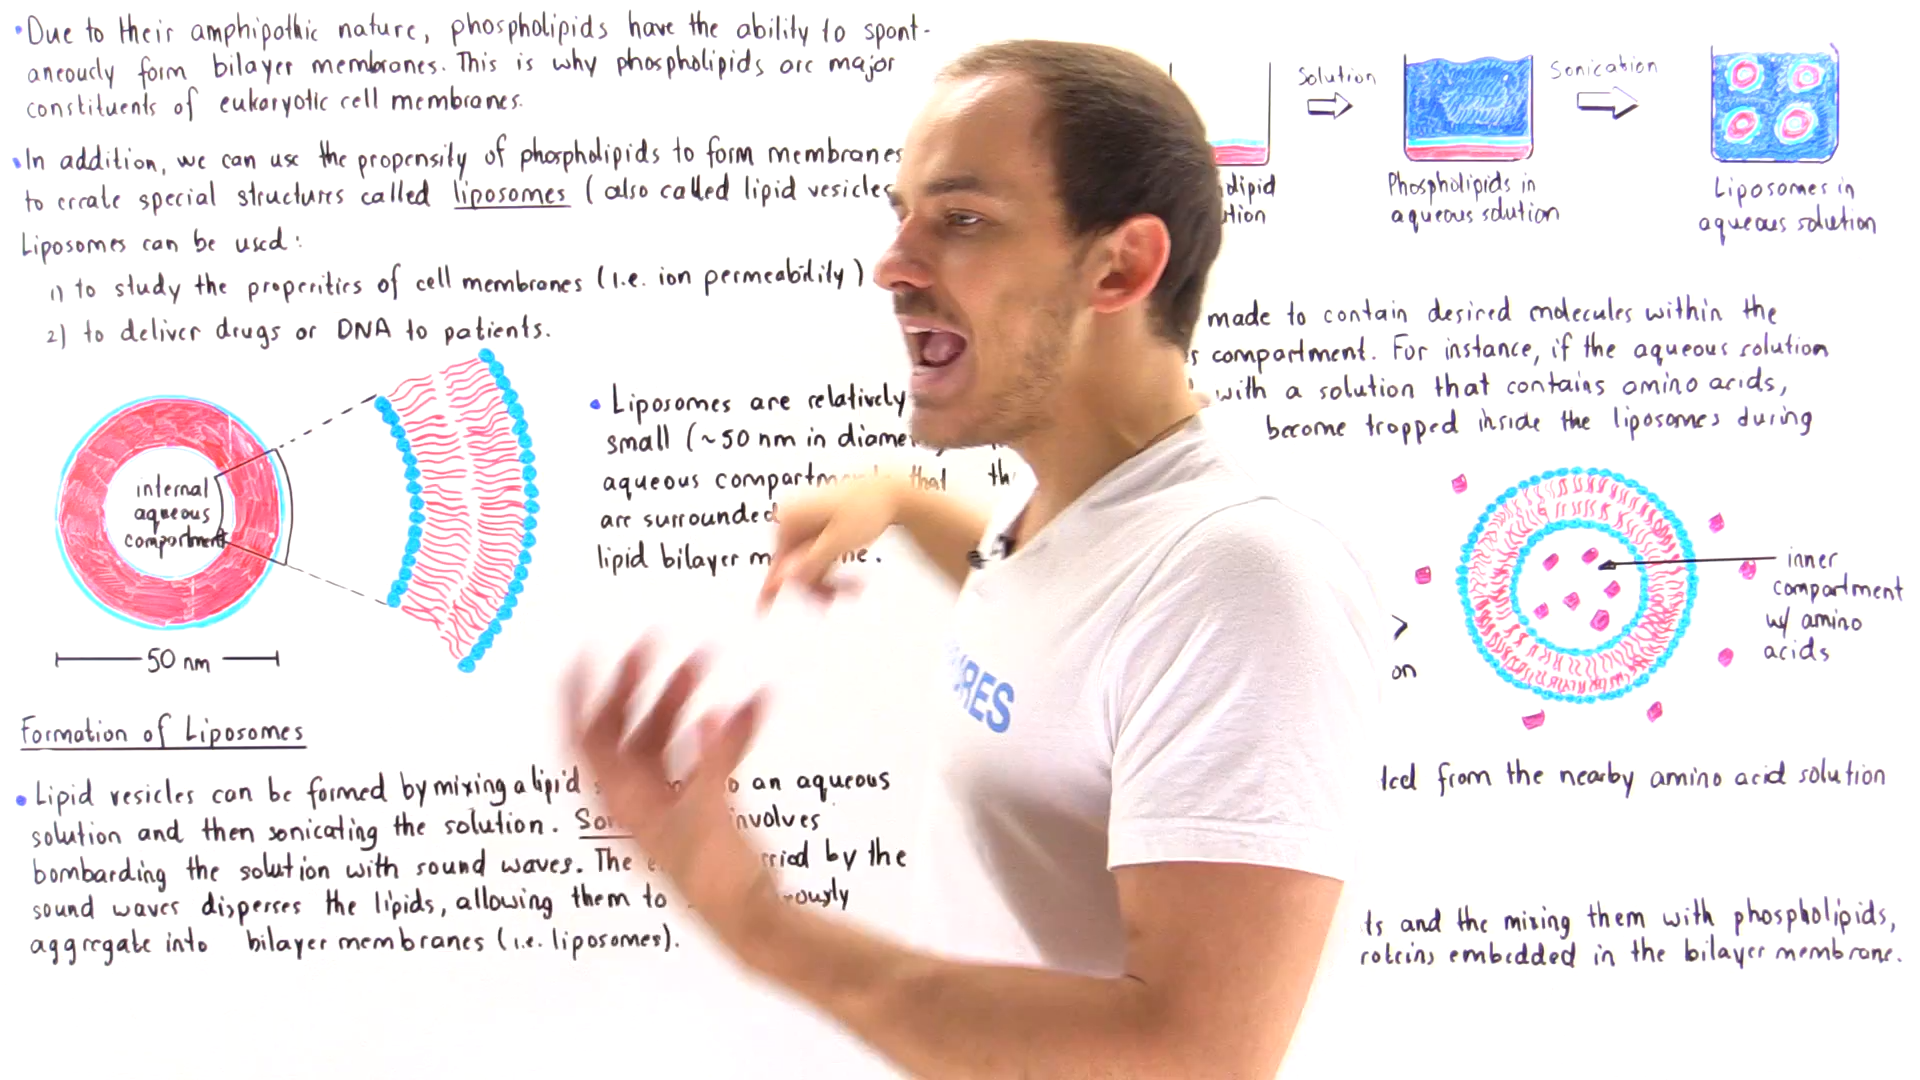 • Due to their amphipathic nature, phospholipids have the ability to spont-
aneously form bilayer membranes. This is why phospholipids are major
constituents of eukaryotic cell membranes.
• In addition, we can use the propensity of phospholipids to form membranes
to create special structures called liposomes (also called lipid vesicles
Liposomes can be used:
1) to study the properities of cell membranes (i.e. ion permeability)
2) to deliver drugs or DNA to patients.
internal
aqueous
compartment
50 nm
• Liposomes are relatively
small (~50 nm in
aqueous that
are surrounded
lipid bilayer
Formation of Liposomes
• Lipid vesicles can be formed by mixing a lipid an aqueous
solution and then sonicating the solution. involves
bombarding the solution with sound waves. The by the
sound waves disperses the lipids, allowing them to
aggregate into bilayer membranes (i.e. liposomes).
Solution
Sonication
Phospholipids in
aqueous solution
Liposomes in
aqueous solution
made to contain desired molecules within the
compartment. For instance, if the aqueous solution
with a solution that contains amino acids,
become trapped inside the liposomes during
inner
compartment
w/ amino
acids
on
from the nearby amino acid solution
and the mixing them with phospholipids,
embedded in the bilayer membrane.
RES